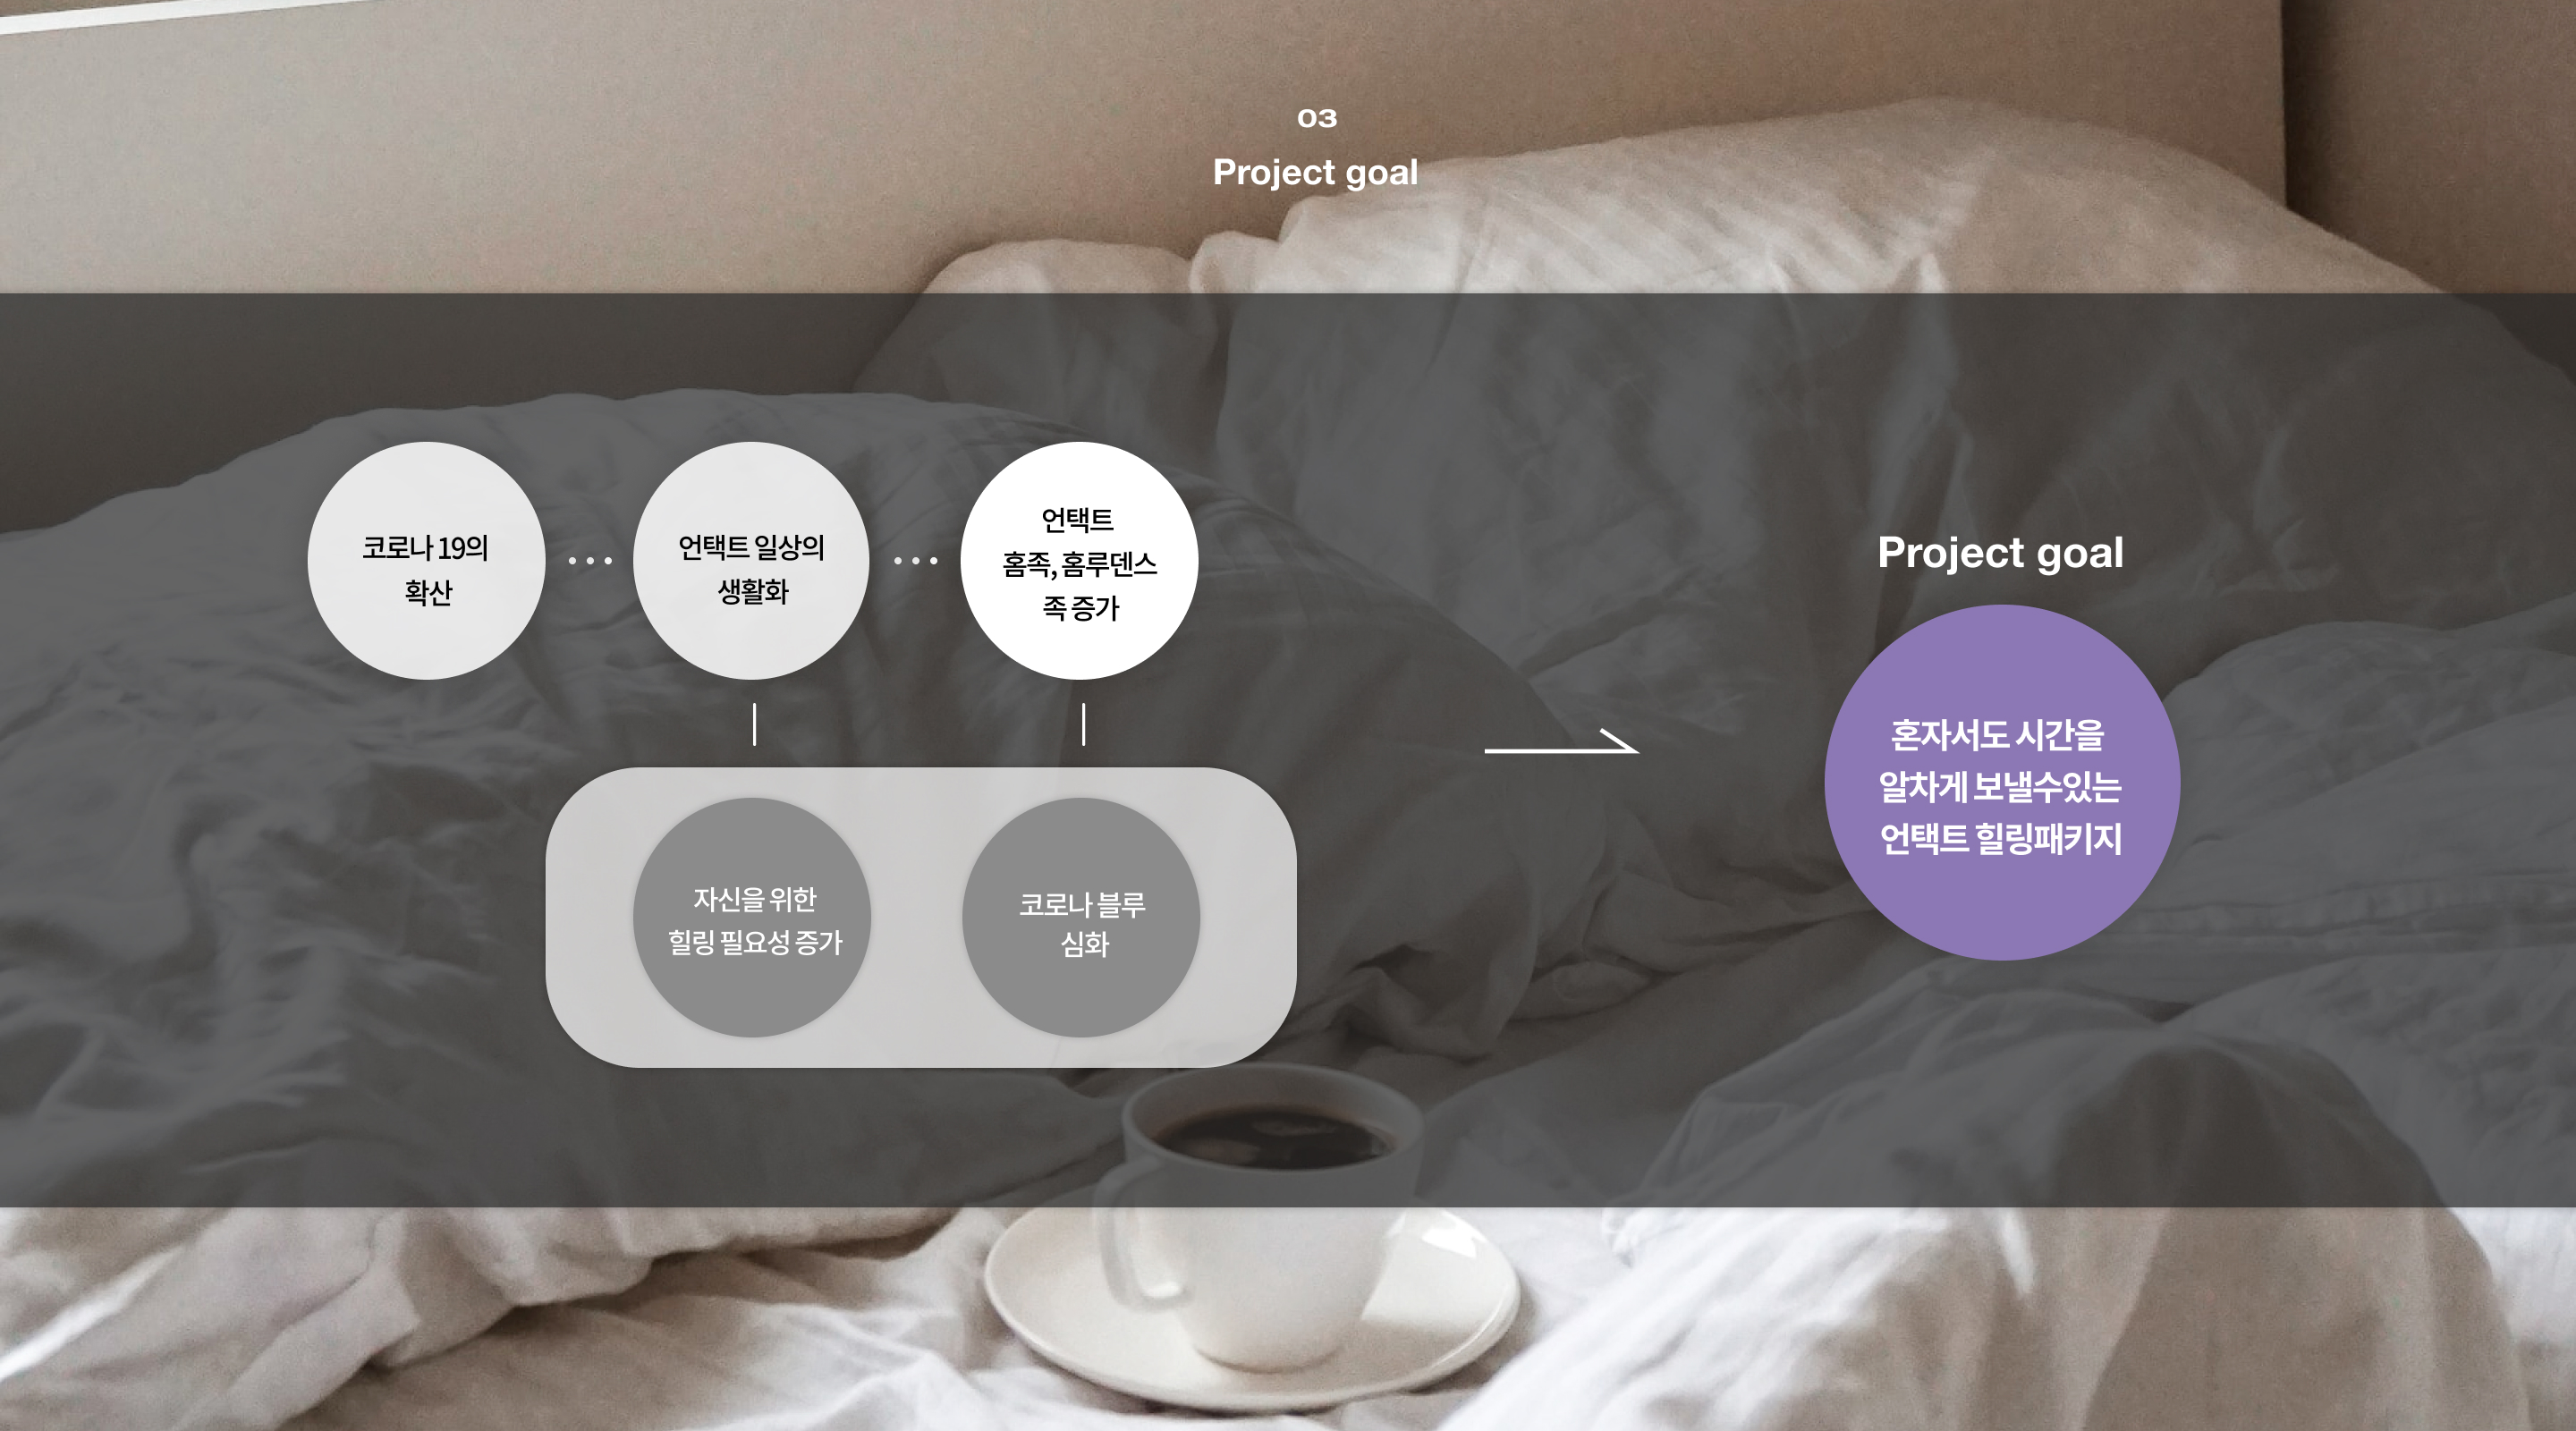 03
Project goal
코로나 19의
확산
언택트 일상의
생활화
언택트
홈족, 홈루덴스
족 증가
자신을 위한
힐링 필요성 증가
코로나 블루
심화
Project goal
혼자서도 시간을
알차게 보낼수있는
언택트 힐링패키지